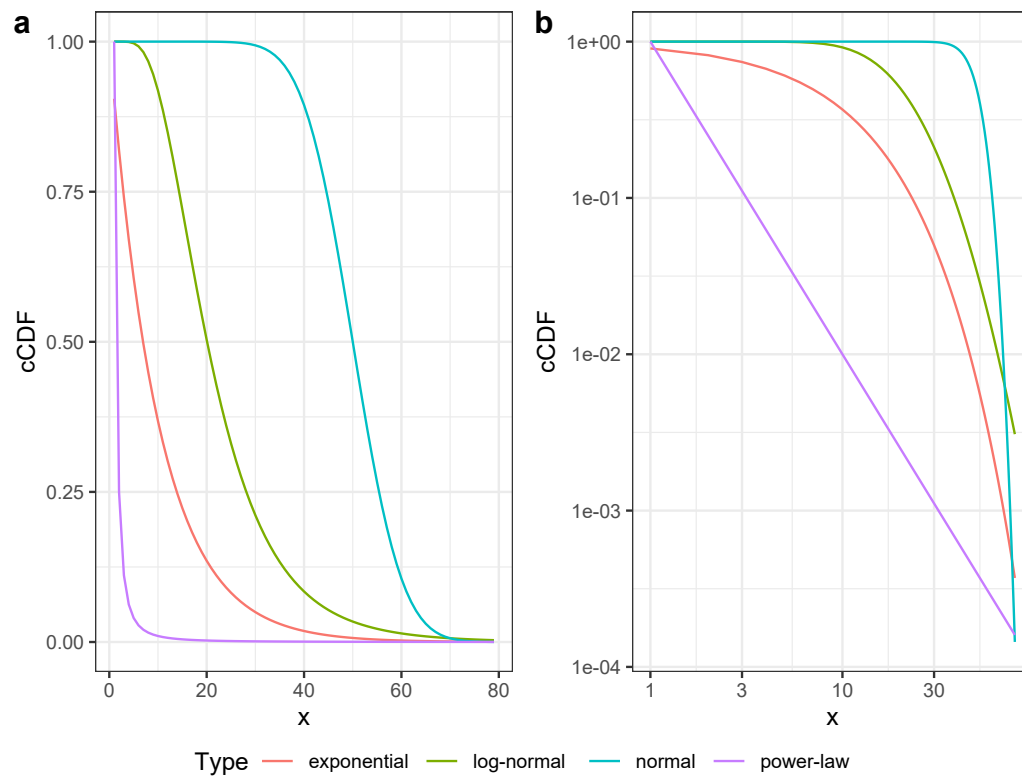 a
b
1.00
0.75
0.50
0.25
0.00
cCDF
0 20 40 60 80
x
1e+00
1e-01
1e-02
1e-03
1e-04
cCDF
1 3 10 30
x
Type exponential log-normal normal power-law